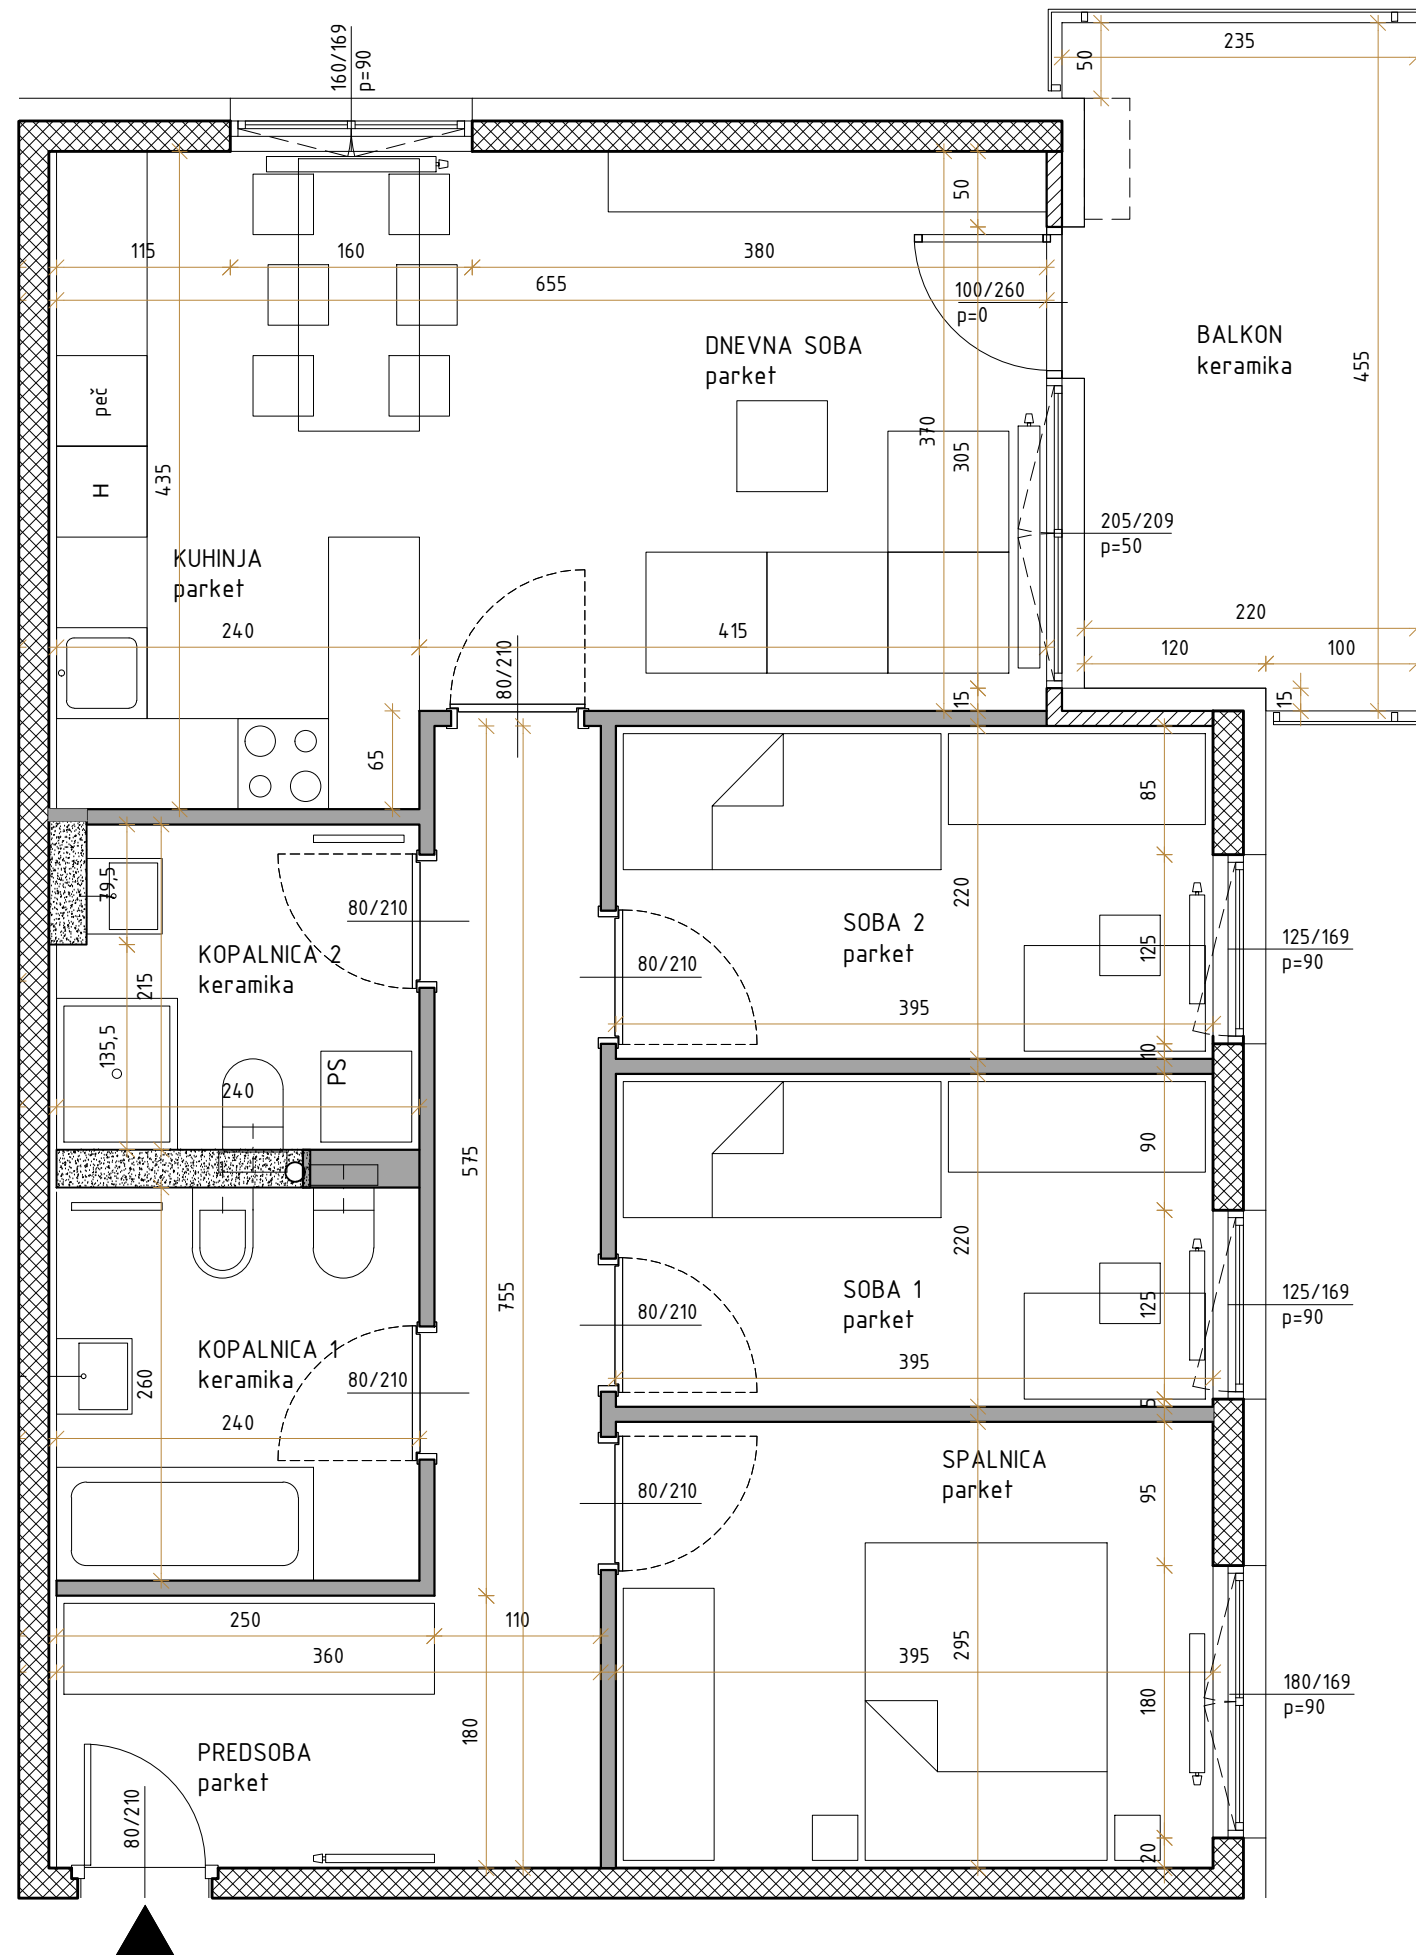 160/169
p=90
235
50
50
115
160
380
655
100/260
p=0
DNEVNA SOBA
parket
BALKON
keramika
455
peč
H
435
370
305
205/209
p=50
KUHINJA
parket
240
415
80/210
220
120
100
15
15
65
85
79,5
80/210
KOPALNICA 2
keramika
215
135,5
240
PS
220
SOBA 2
parket
80/210
125
125/169
p=90
395
10
575
90
220
755
SOBA 1
parket
80/210
125
125/169
p=90
395
5
KOPALNICA 1
keramika
80/210
260
240
SPALNICA
parket
80/210
95
250
110
360
395
295
180
180
180/169
p=90
PREDSOBA
parket
80/210
20